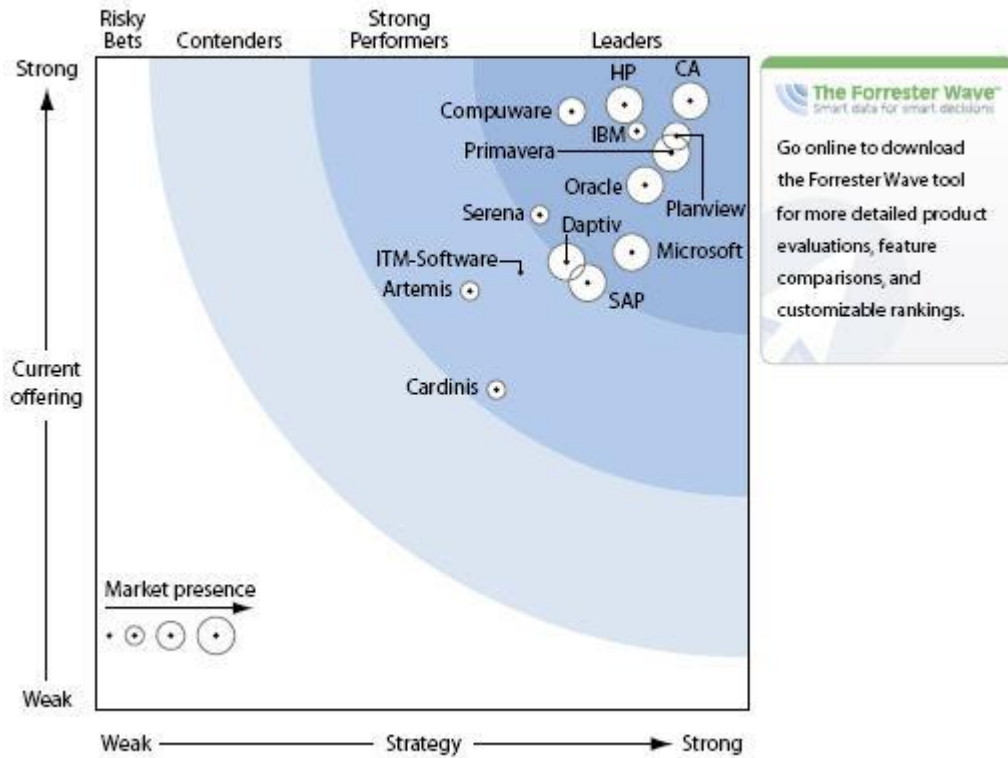 Risky
Bets
Contenders
Strong
Performers
Leaders
Strong
HP
CA
Compuware
IBM
Primavera
Oracle
Planview
Serena
Daptiv
Microsoft
ITM-Software
Artemis
SAP
Current
offering
Cardinis
Market presence
Weak
Weak
Strategy
Strong
The Forrester Wave™
Smart data for smart decisions
Go online to download
the Forrester Wave tool
for more detailed product
evaluations, feature
comparisons, and
customizable rankings.